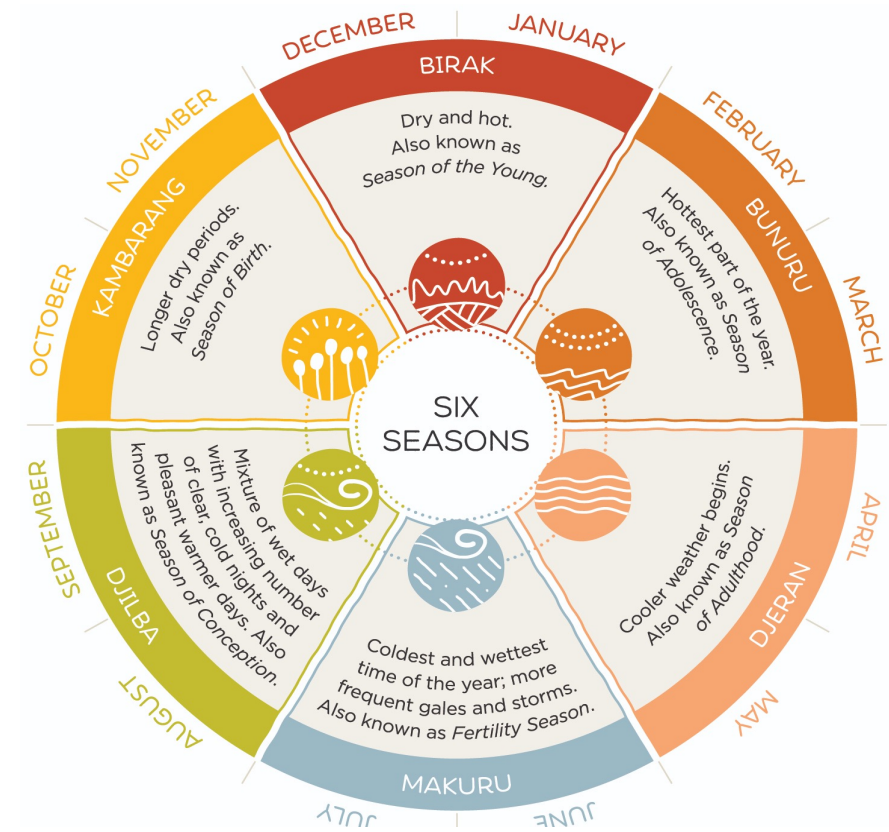 DECEMBER
JANUARY
BIRAK
Dry and hot.
Also known as
Season of the Young.
FEBRUARY
MARCH
BUNURU
Hottest part of the year.
Also known as Season
of Adolescence.
APRIL
MAY
DJERAN
Cooler weather begins.
Also known as Season
of Adulthood.
JUNE
JULY
MAKURU
Coldest and wettest
time of the year; more
frequent gales and storms.
Also known as Fertility Season.
AUGUST
SEPTEMBER
DJILBA
Mixture of wet days
with increasing number
of clear, cold nights and
pleasant warmer days. Also
known as Season of Conception.
OCTOBER
NOVEMBER
KAMBARANG
Longer dry periods.
Also known as
Season of Birth.
SIX
SEASONS